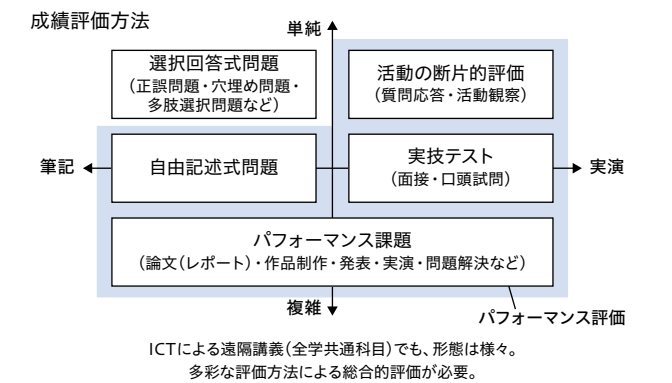 成績評価方法
単純
選択回答式問題
（正誤問題・穴埋め問題・
多肢選択問題など）
活動の断片的評価
（質問応答・活動観察）
筆記
自由記述式問題
実技テスト
（面接・口頭試問）
実演
パフォーマンス課題
（論文（レポート）・作品制作・発表・実演・問題解決など）
複雑
パフォーマンス評価
ICTによる遠隔講義（全学共通科目）でも、形態は様々。
多彩な評価方法による総合的評価が必要。